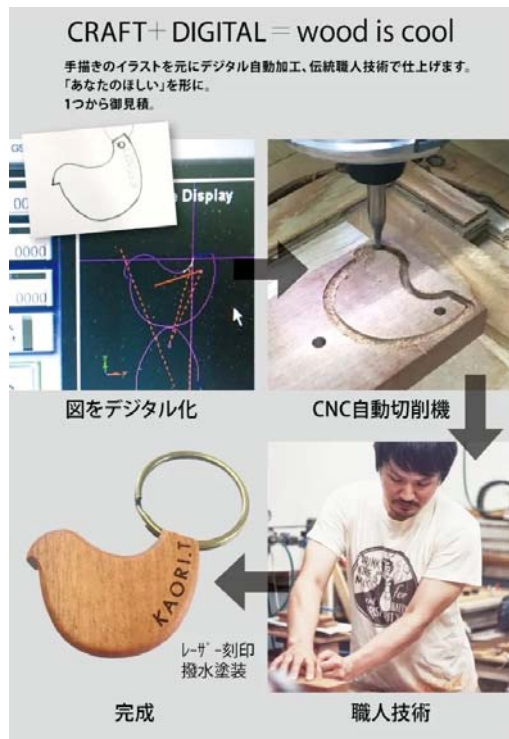 CRAFT+DIGITAL=wood is cool
手描きのイラストを元にデジタル自動加工、伝統職人技術で仕上げます。
「あなたのほしい」を形に。
1つから御見積。
Display
0000
0000
図をデジタル化
CNC自動切削機
KAORI.T
レーザー刻印
撥水塗装
完成
職人技術